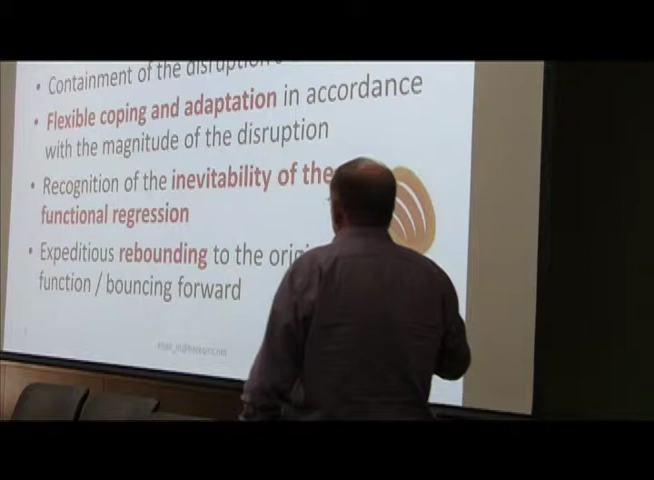 • Containment of the disruption
• Flexible coping and adaptation in accordance
with the magnitude of the disruption
• Recognition of the inevitability of the
functional regression
• Expeditious rebounding to the
function / bouncing forward